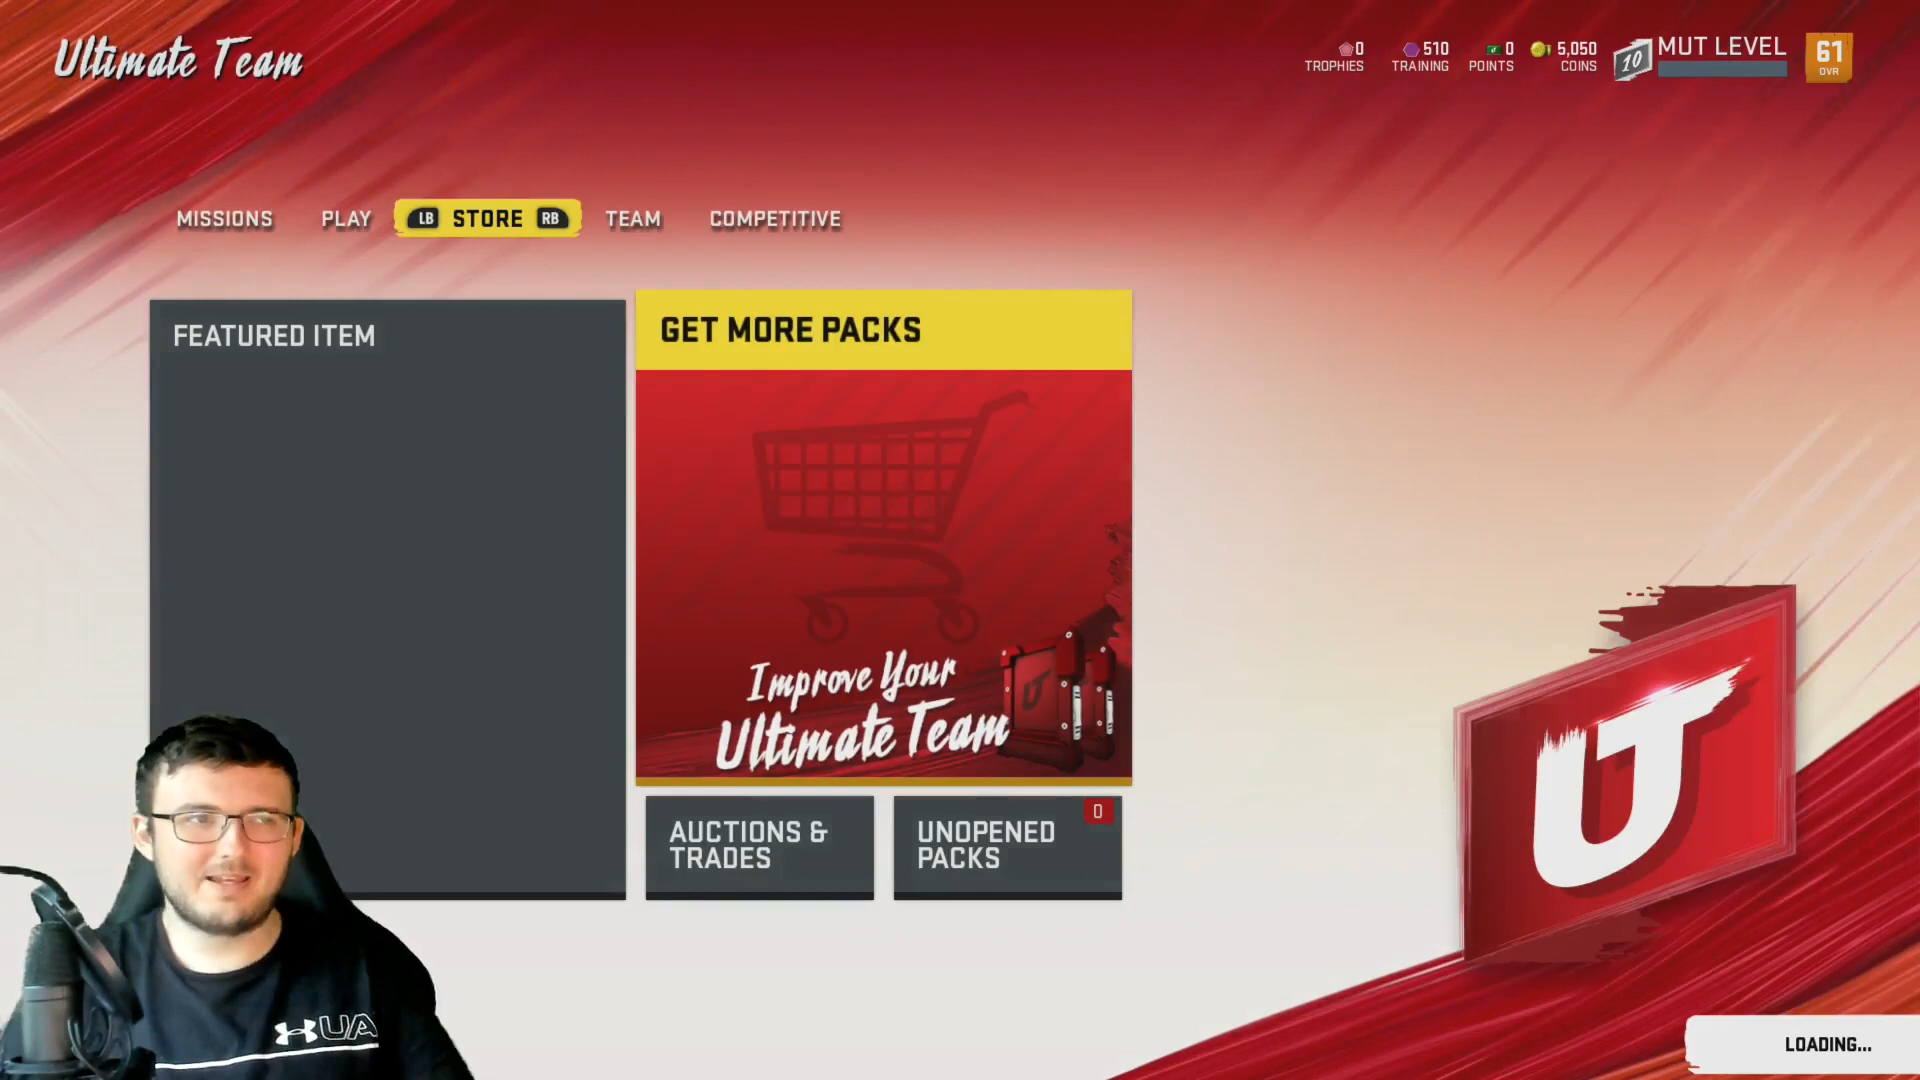 Ultimate Team
0
TROPHIES
510
TRAINING
0
POINTS
5,050
COINS
10
MUT LEVEL
61
OVR
MISSIONS
PLAY
LB STORE RB
TEAM
COMPETITIVE
FEATURED ITEM
GET MORE PACKS
Improve Your
Ultimate Team
AUCTIONS &
TRADES
UNOPENED
PACKS
0
UT
UA
LOADING...